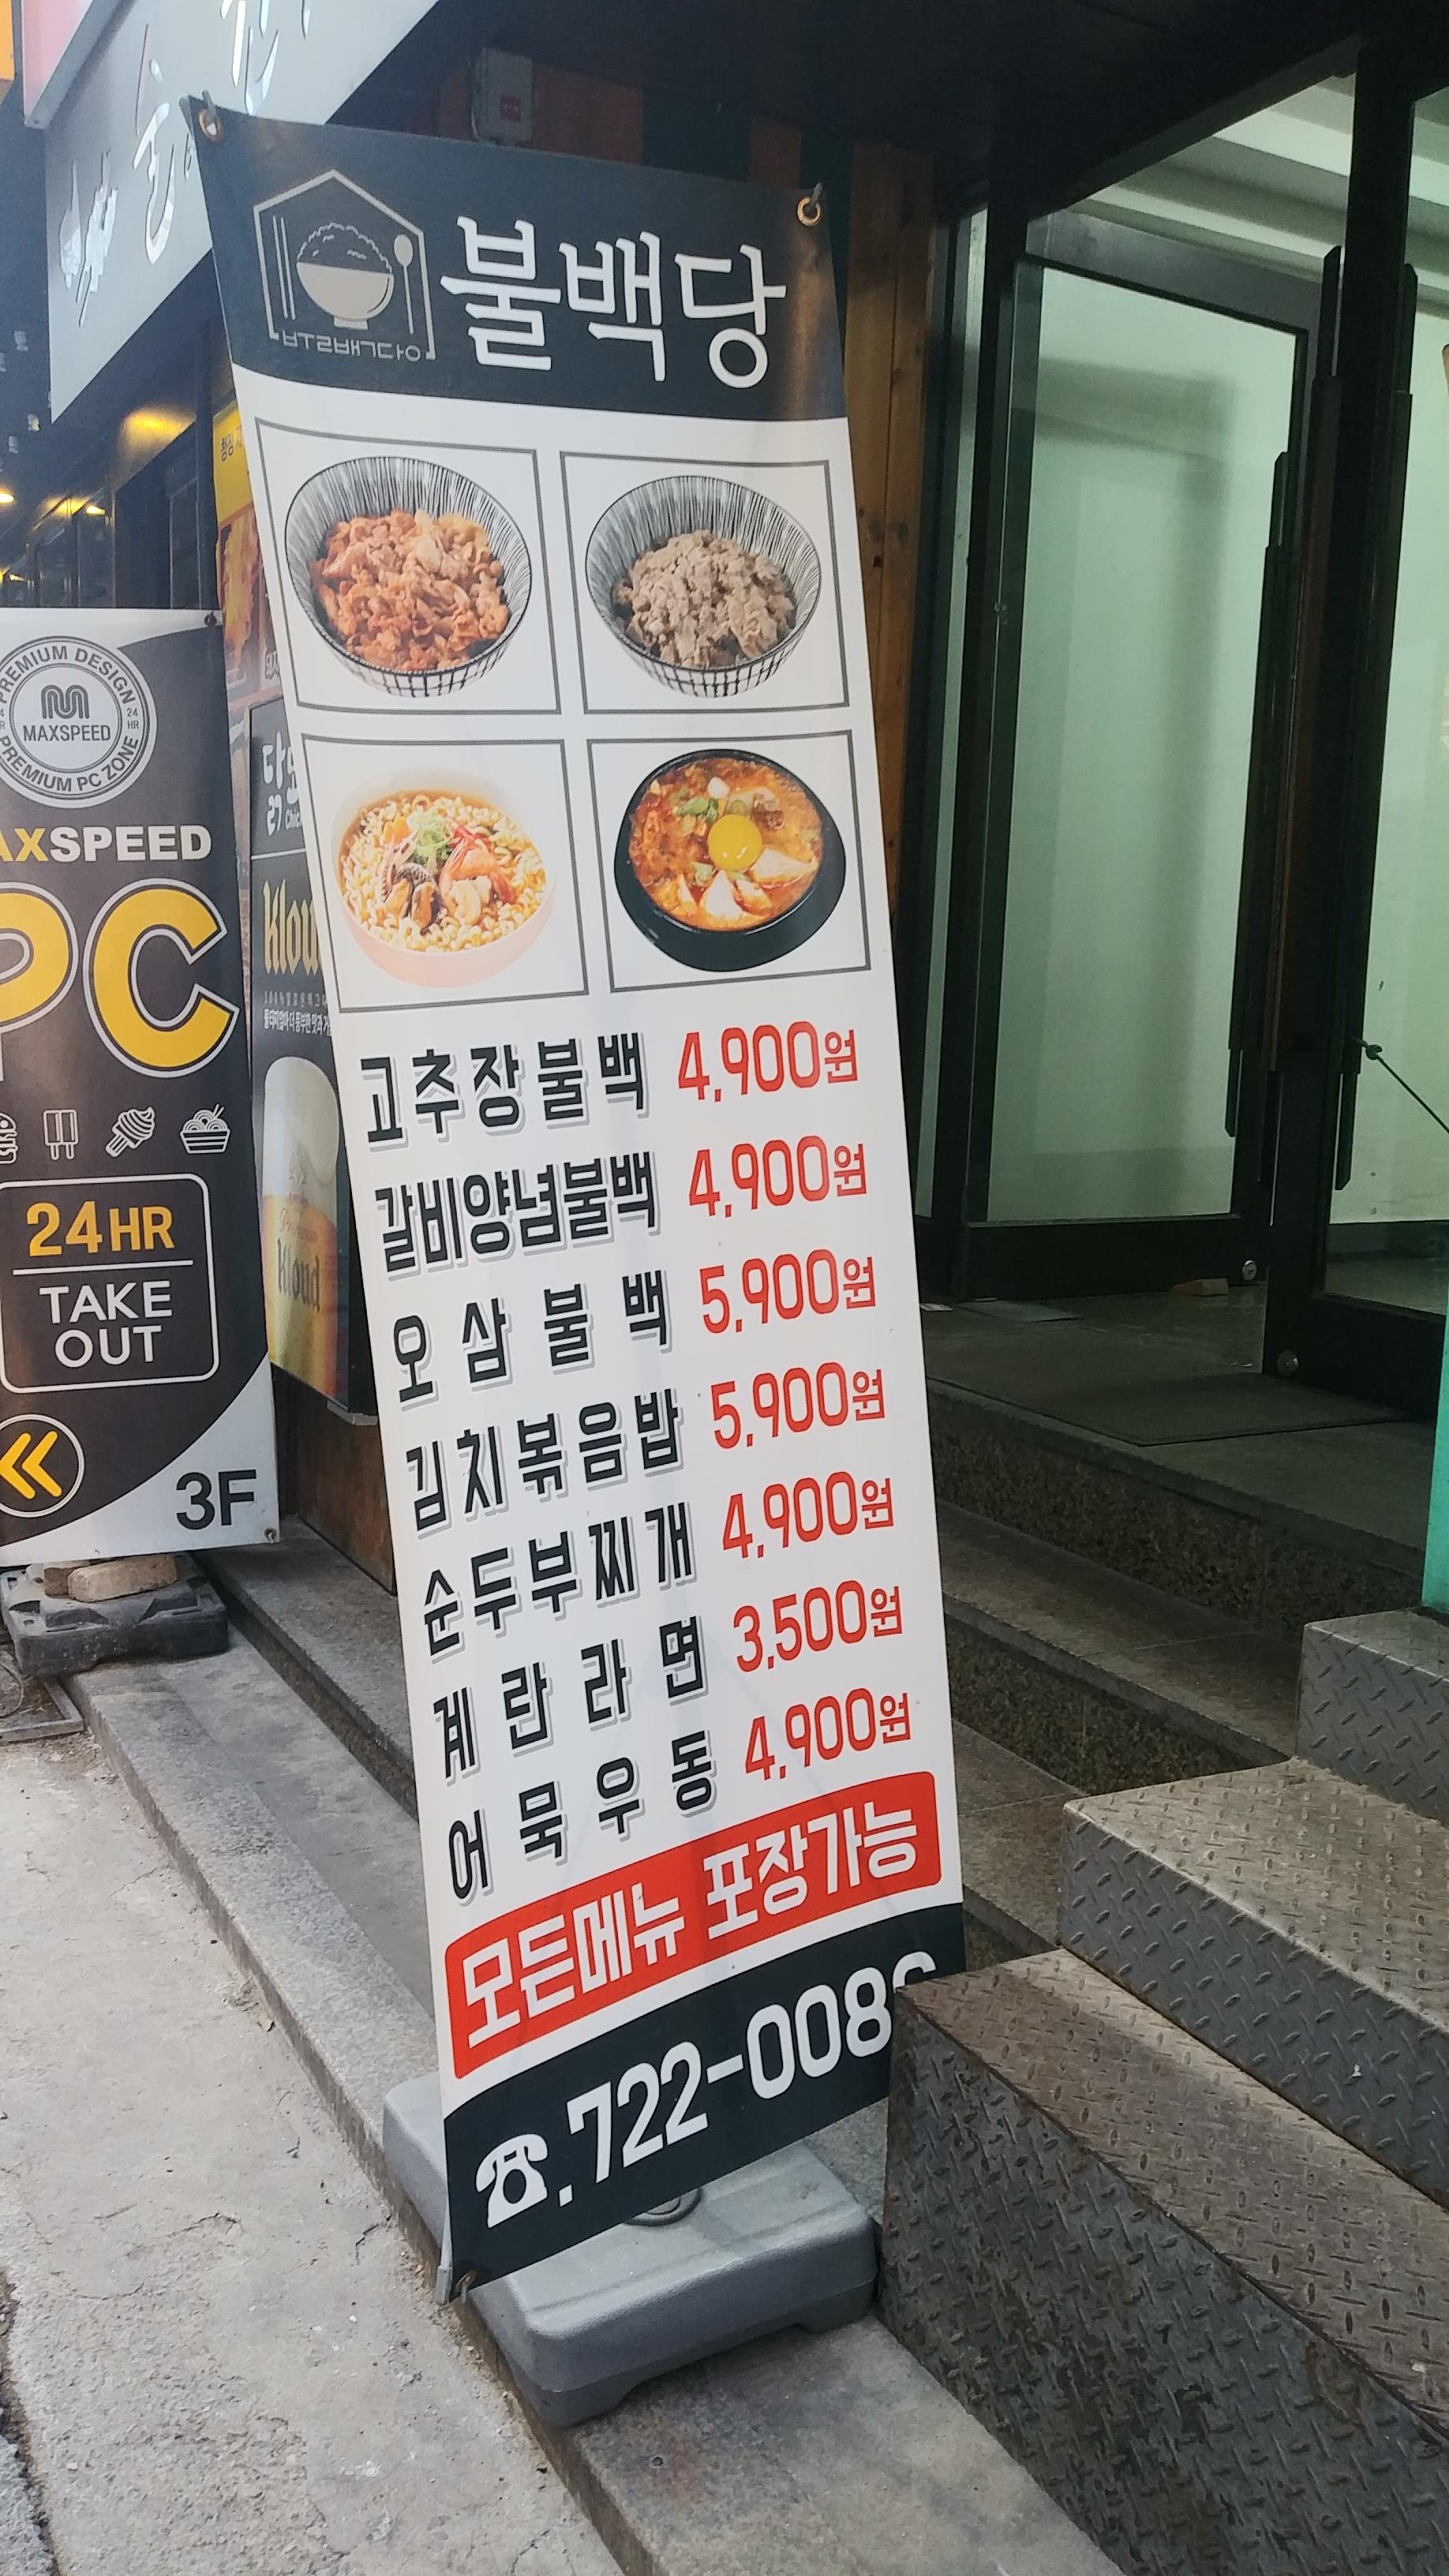 불백당
ㅂㅜㄹㅂㅐㄱㄷㅏㅇ
고추장불백 4,900원
갈비양념불백 4,900원
오삼불백 5,900원
김치볶음밥 5,900원
순두부찌개 4,900원
계란라면 3,500원
어묵우동 4,900원
모든메뉴 포장가능
☎.722-008
PREMIUM DESIGN
24 HR
MAXSPEED
PREMIUM PC ZONE
AXSPEED
PC
24HR
TAKE
OUT
3F
Klou
Kloud